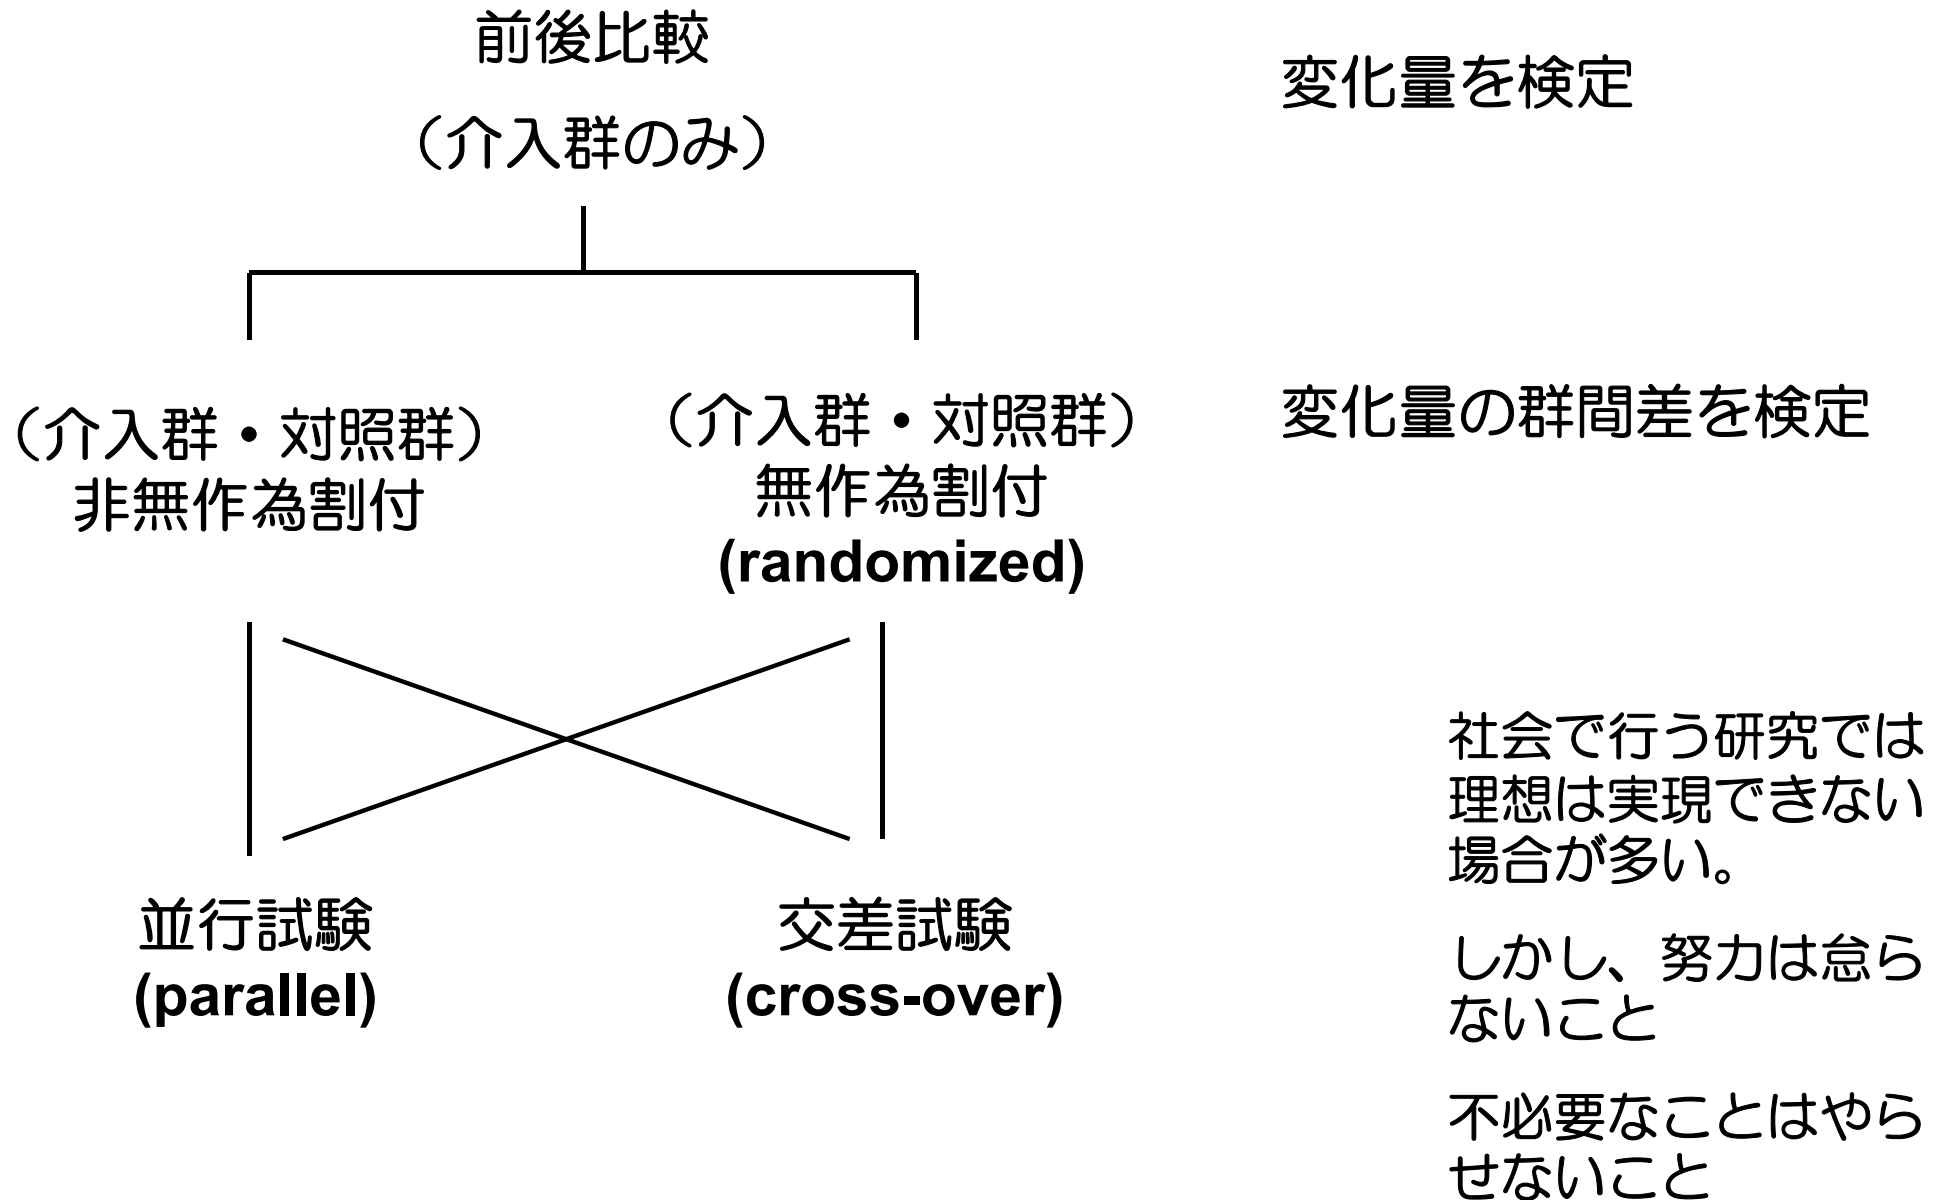 前後比較
（介入群のみ）
変化量を検定
（介入群・対照群）
非無作為割付
（介入群・対照群）
無作為割付
(randomized)
変化量の群間差を検定
並行試験
(parallel)
交差試験
(cross-over)
社会で行う研究では
理想は実現できない
場合が多い。
しかし、努力は怠ら
ないこと
不必要なことはやら
せないこと